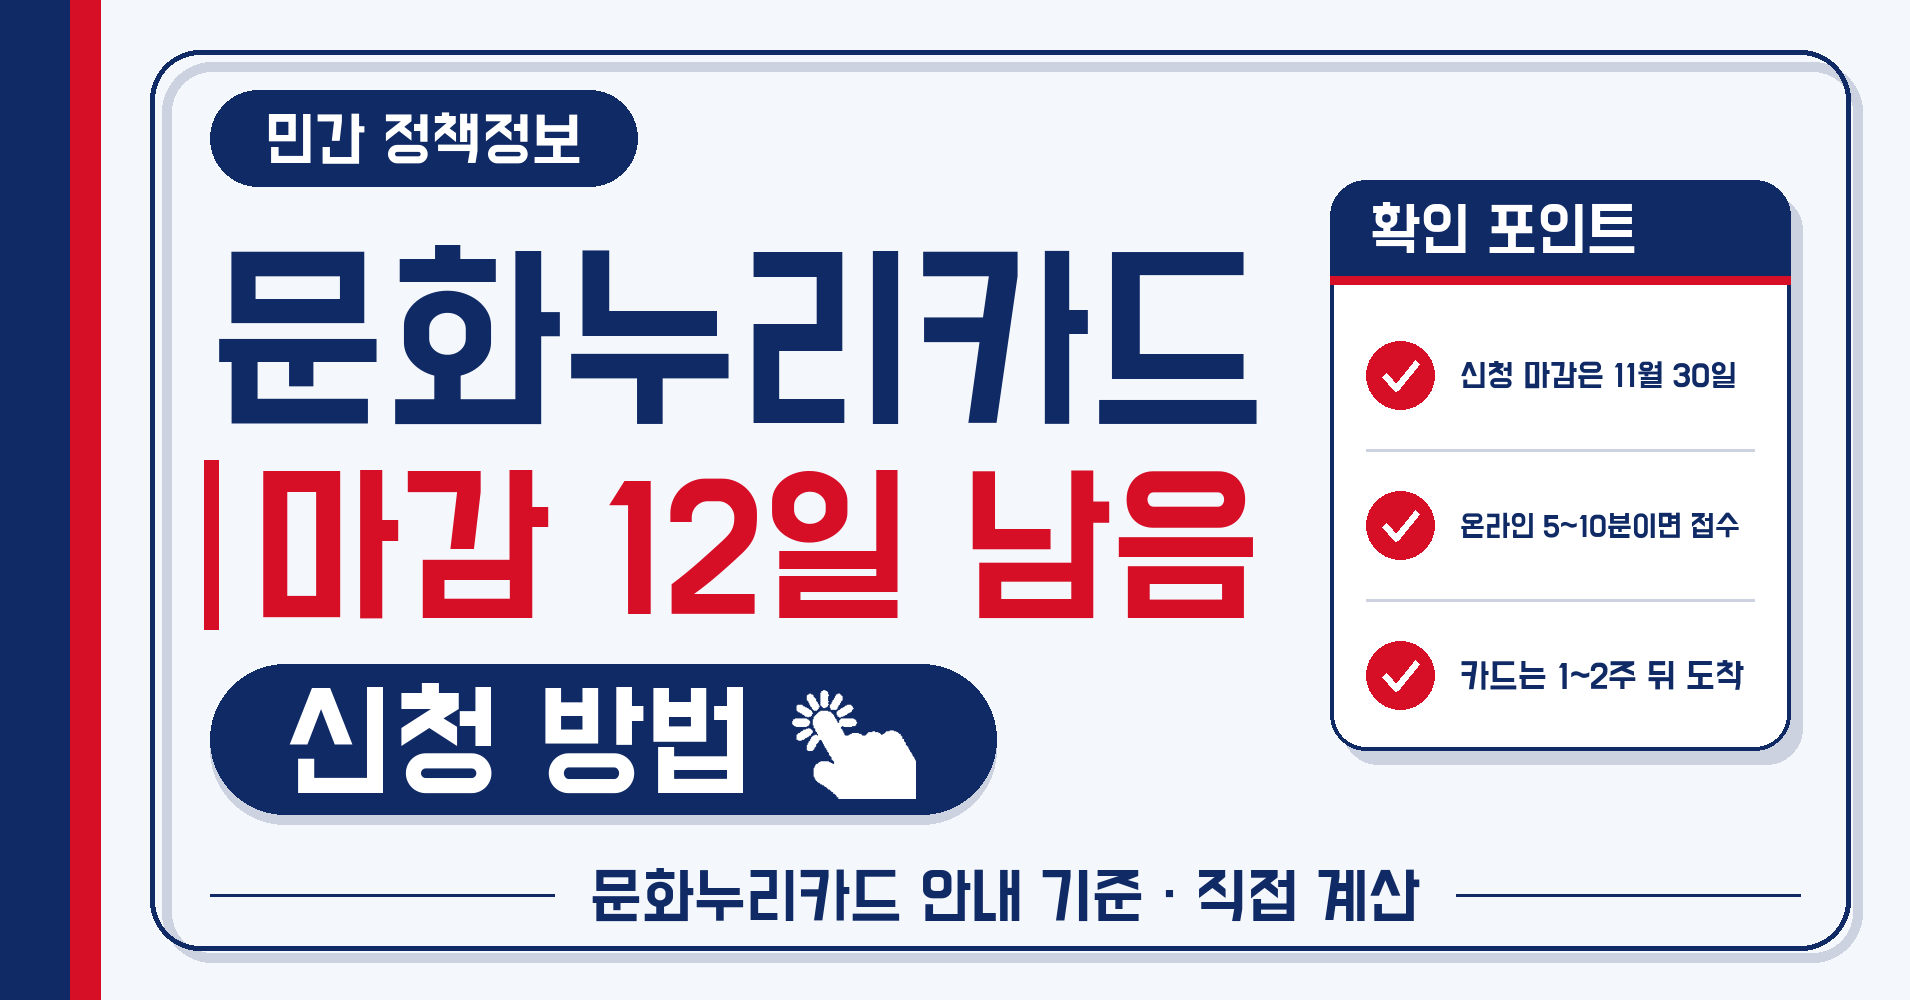 민간 정책정보
문화누리카드
마감 12일 남음
신청 방법
확인 포인트
신청 마감은 11월 30일
온라인 5~10분이면 접수
카드는 1~2주 뒤 도착
문화누리카드 안내 기준 · 직접 계산